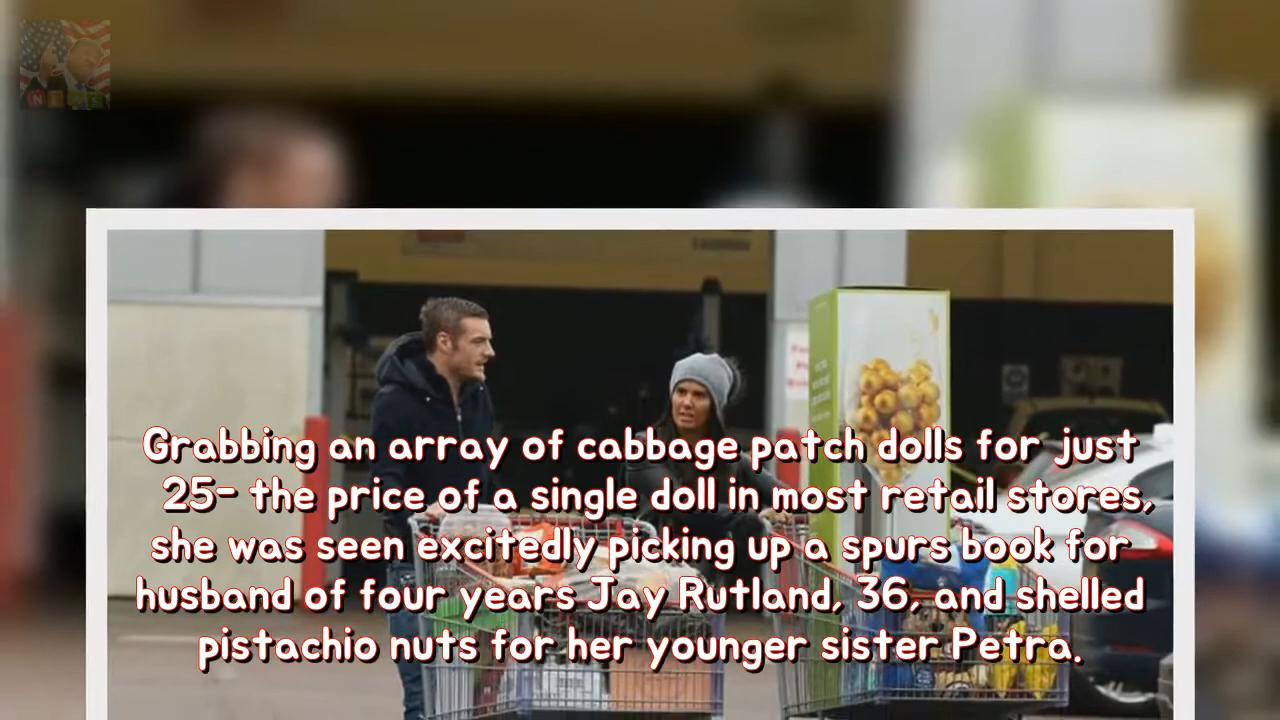 Grabbing an array of cabbage patch dolls for just
25- the price of a single doll in most retail stores,
she was seen excitedly picking up a spurs book for
husband of four years Jay Rutland, 36, and shelled
pistachio nuts for her younger sister Petra.